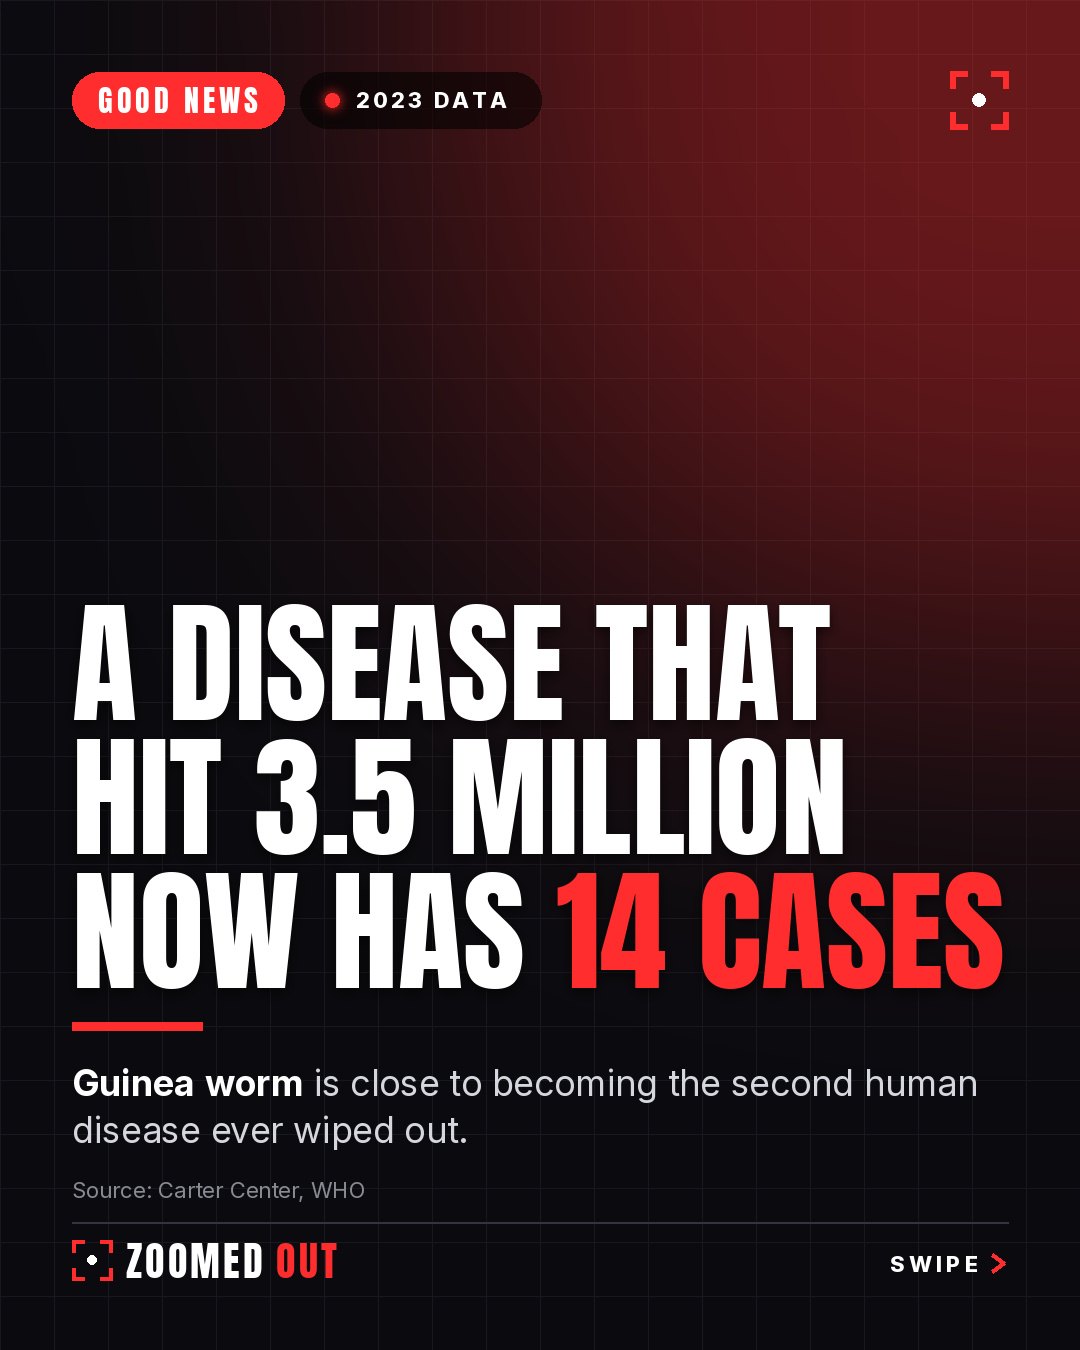 GOOD NEWS
2023 DATA
A DISEASE THAT
HIT 3.5 MILLION
NOW HAS 14 CASES
Guinea worm is close to becoming the second human
disease ever wiped out.
Source: Carter Center, WHO
ZOOMED OUT
SWIPE